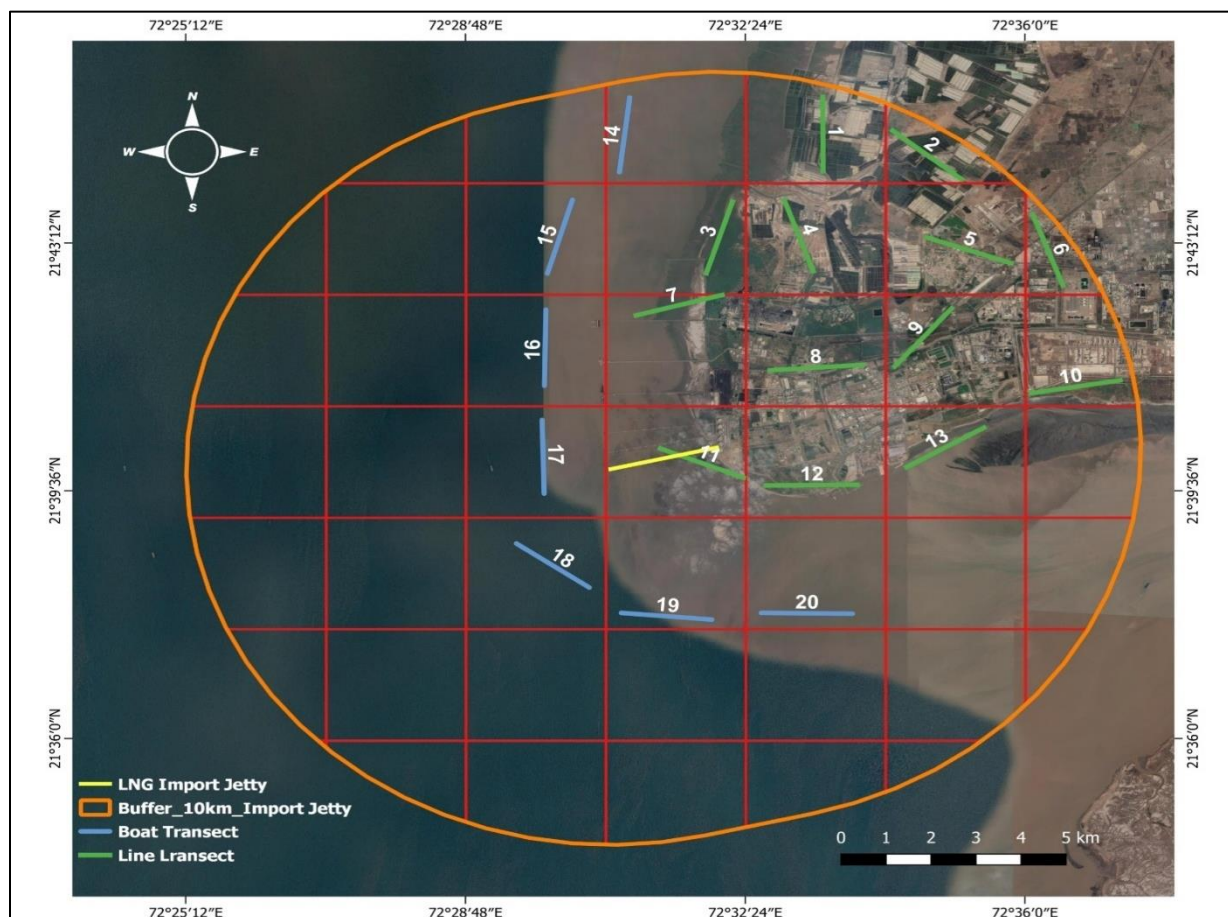 72°25′12″E 72°28′48″E 72°32′24″E 72°36′0″E
N
W E
S
14
1
2
15
3
4
5
6
21°43′12″N 21°43′12″N
7
16
8
9
10
17
11
12
13
21°39′36″N 21°39′36″N
18
19
20
21°36′0″N 21°36′0″N
LNG Import Jetty
Buffer_10km_Import Jetty
Boat Transect
Line Lransect
0 1 2 3 4 5 km
72°25′12″E 72°28′48″E 72°32′24″E 72°36′0″E